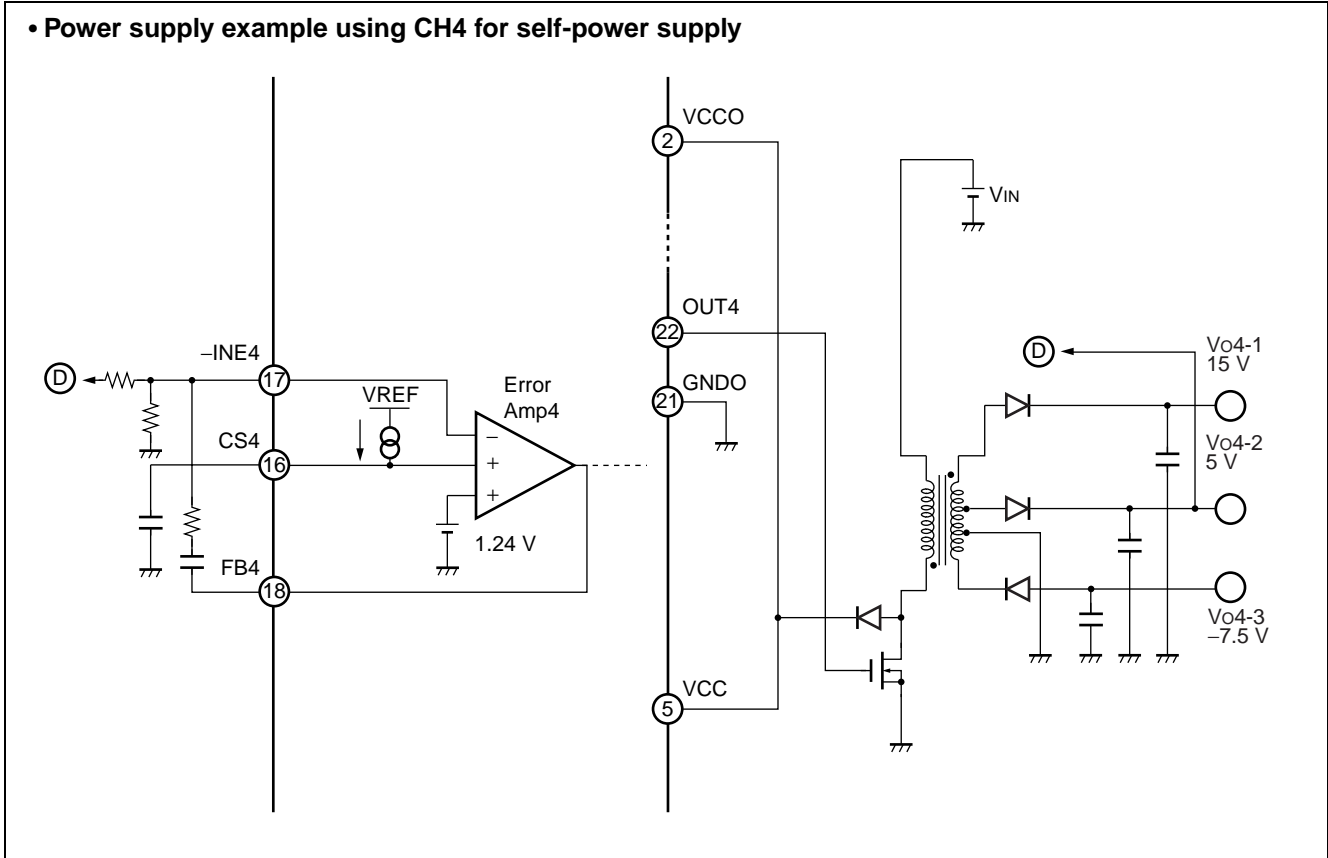 • Power supply example using CH4 for self-power supply
VCCO
2
VIN
OUT4
22
D
VO4-1
15 V
–INE4
D
17
VREF
Error
Amp4
GNDO
21
–
CS4
16
+
+
VO4-2
5 V
1.24 V
FB4
18
VO4-3
–7.5 V
VCC
5